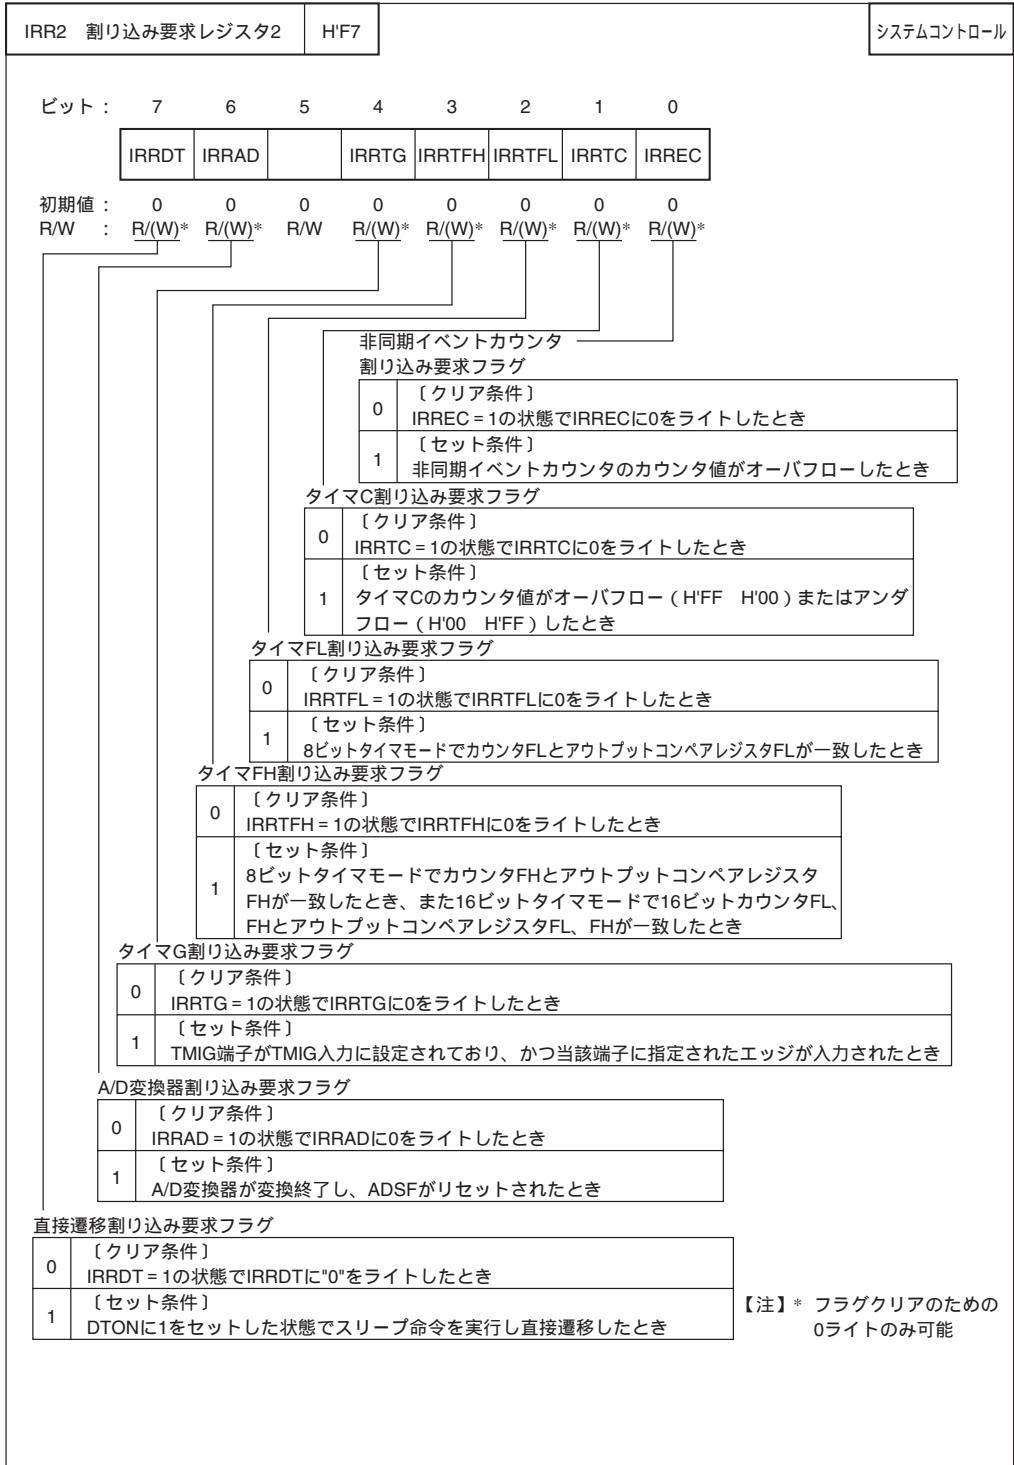 IRR2　割り込み要求レジスタ2　H'F7　システムコントロール
ビット： 7 6 5 4 3 2 1 0
IRRDT IRRAD IRRTG IRRTFH IRRTFL IRRTC IRREC
初期値： 0 0 0 0 0 0 0 0
R/W ： R/(W)* R/(W)* R/W R/(W)* R/(W)* R/(W)* R/(W)* R/(W)*
非同期イベントカウンタ
割り込み要求フラグ
0 〔クリア条件〕
IRREC = 1の状態でIRRECに0をライトしたとき
1 〔セット条件〕
非同期イベントカウンタのカウンタ値がオーバフローしたとき
タイマC割り込み要求フラグ
0 〔クリア条件〕
IRRTC = 1の状態でIRRTCに0をライトしたとき
1 〔セット条件〕
タイマCのカウンタ値がオーバフロー（H'FF　H'00）またはアンダ
フロー（H'00　H'FF）したとき
タイマFL割り込み要求フラグ
0 〔クリア条件〕
IRRTFL = 1の状態でIRRTFLに0をライトしたとき
1 〔セット条件〕
8ビットタイマモードでカウンタFLとアウトプットコンペアレジスタFLが一致したとき
タイマFH割り込み要求フラグ
0 〔クリア条件〕
IRRTFH = 1の状態でIRRTFHに0をライトしたとき
1 〔セット条件〕
8ビットタイマモードでカウンタFHとアウトプットコンペアレジスタ
FHが一致したとき、また16ビットタイマモードで16ビットカウンタFL、
FHとアウトプットコンペアレジスタFL、FHが一致したとき
タイマG割り込み要求フラグ
0 〔クリア条件〕
IRRTG = 1の状態でIRRTGに0をライトしたとき
1 〔セット条件〕
TMIG端子がTMIG入力に設定されており、かつ当該端子に指定されたエッジが入力されたとき
A/D変換器割り込み要求フラグ
0 〔クリア条件〕
IRRAD = 1の状態でIRRADに0をライトしたとき
1 〔セット条件〕
A/D変換器が変換終了し、ADSFがリセットされたとき
直接遷移割り込み要求フラグ
0 〔クリア条件〕
IRRDT = 1の状態でIRRDTに"0"をライトしたとき
1 〔セット条件〕
DTONに1をセットした状態でスリープ命令を実行し直接遷移したとき
【注】* フラグクリアのための
0ライトのみ可能